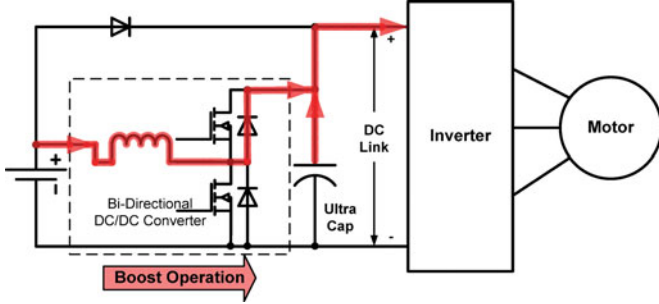 +
DC
Link
-
Inverter
Motor
+
-
Bi-Directional
DC/DC Converter
Ultra
Cap
Boost Operation